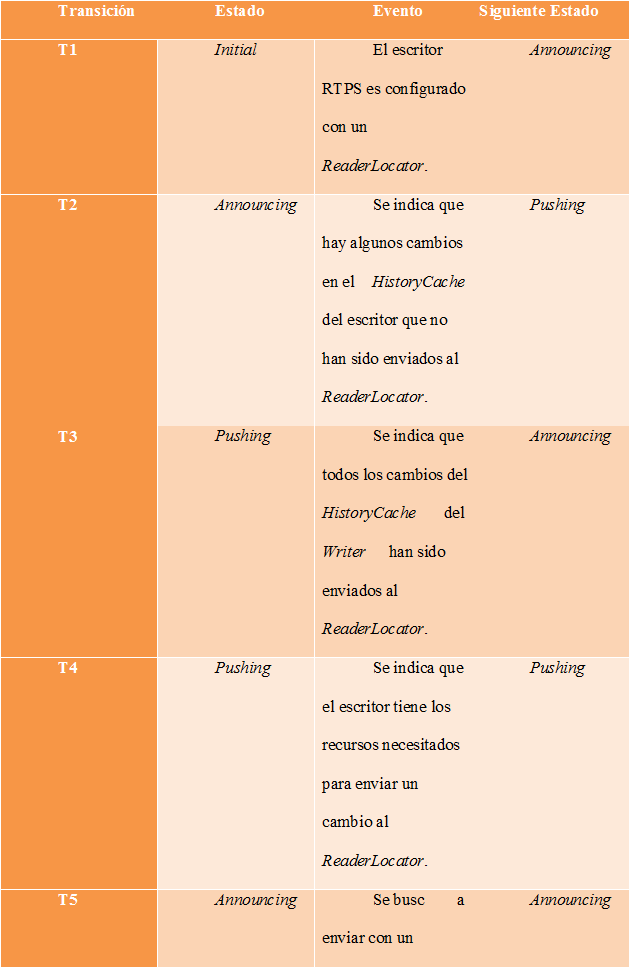 Transición Estado Evento Siguiente Estado
T1 Initial El escritor Announcing
RTPS es configurado
con un
ReaderLocator.
T2 Announcing Se indica que Pushing
hay algunos cambios
en el HistoryCache
del escritor que no
han sido enviados al
ReaderLocator.
T3 Pushing Se indica que Announcing
todos los cambios del
HistoryCache del
Writer han sido
enviados al
ReaderLocator.
T4 Pushing Se indica que Pushing
el escritor tiene los
recursos necesitados
para enviar un
cambio al
ReaderLocator.
T5 Announcing Se busc a Announcing
enviar con un